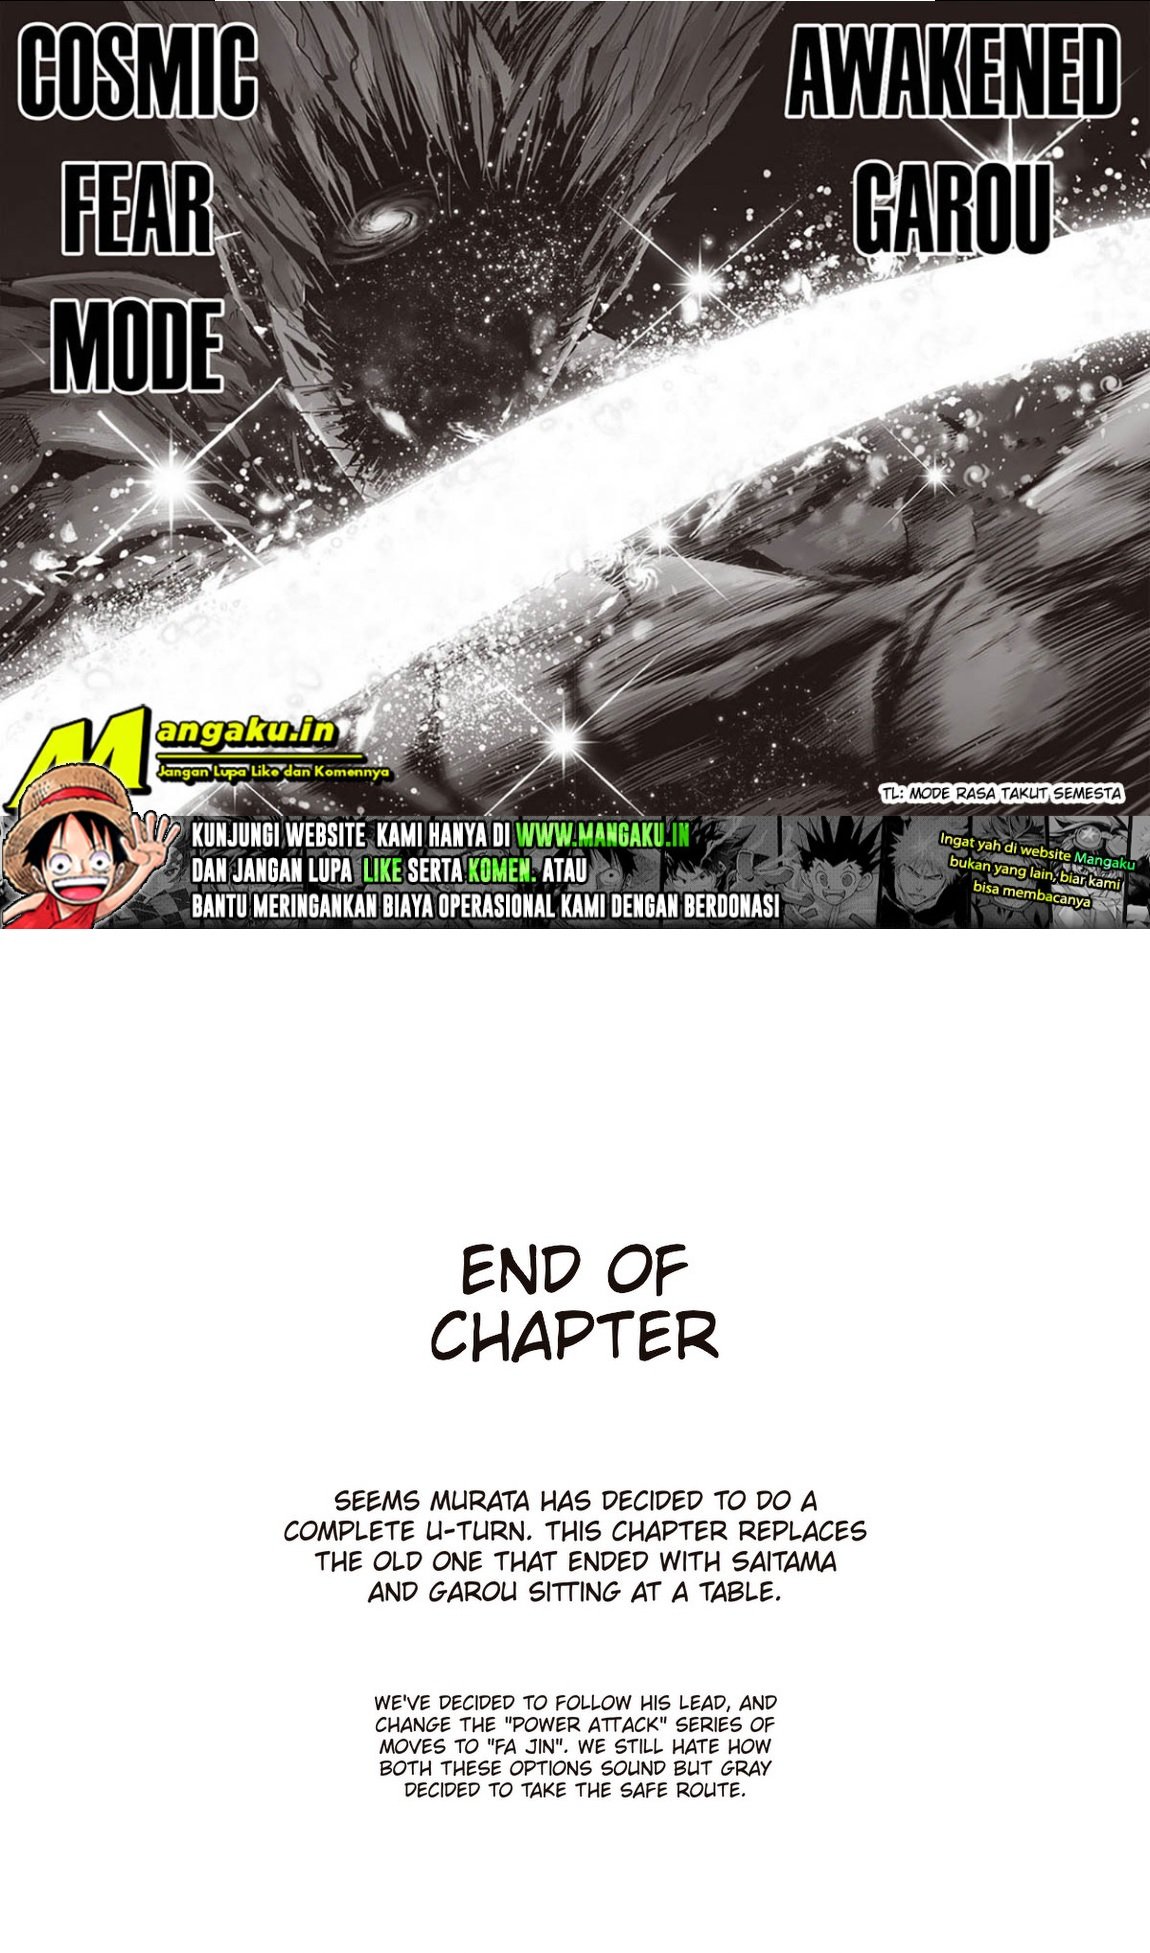 COSMIC
FEAR
MODE
AWAKENED
GAROU
Mangaku.in
Jangan Lupa Like dan Komennya
TL: MODE RASA TAKUT SEMESTA
KUNJUNGI WEBSITE KAMI HANYA DI WWW.MANGAKU.IN
DAN JANGAN LUPA LIKE SERTA KOMEN. ATAU
BANTU MERINGANKAN BIAYA OPERASIONAL KAMI DENGAN BERDONASI
Ingat yah di website Mangaku
bukan yang lain, biar kami
bisa membacanya
END OF
CHAPTER
SEEMS MURATA HAS DECIDED TO DO A
COMPLETE U-TURN. THIS CHAPTER REPLACES
THE OLD ONE THAT ENDED WITH SAITAMA
AND GAROU SITTING AT A TABLE.
WE'VE DECIDED TO FOLLOW HIS LEAD, AND
CHANGE THE "POWER ATTACK" SERIES OF
MOVES TO "FA JIN". WE STILL HATE HOW
BOTH THESE OPTIONS SOUND BUT GRAY
DECIDED TO TAKE THE SAFE ROUTE.